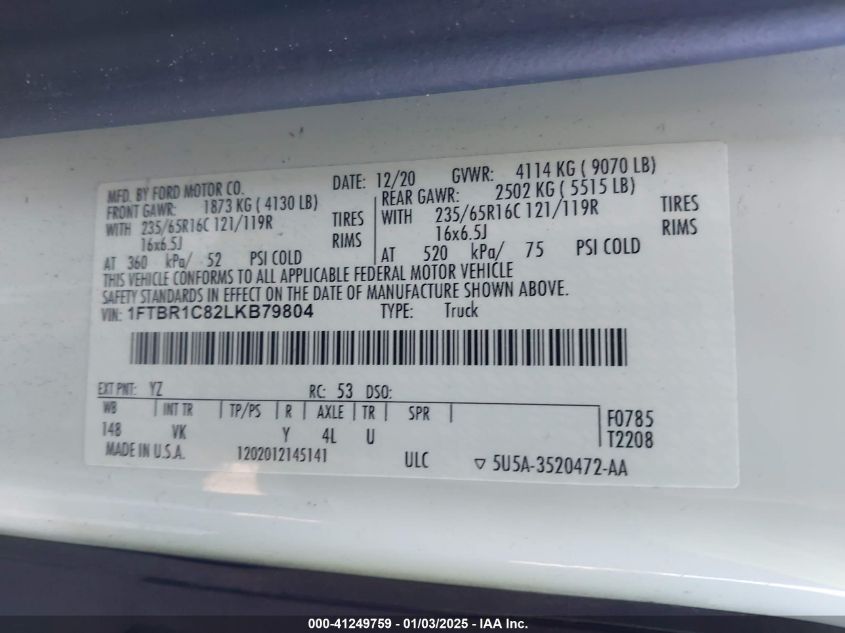 MFD. BY FORD MOTOR CO.
DATE: 12/20
GVWR: 4114 KG ( 9070 LB)
FRONT GAWR: 1873 KG ( 4130 LB)
REAR GAWR: 2502 KG ( 5515 LB)
WITH 235/65R16C 121/119R TIRES
WITH 235/65R16C 121/119R TIRES
16x6.5J RIMS
16x6.5J RIMS
AT 360 kPa/ 52 PSI COLD
AT 520 kPa/ 75 PSI COLD
THIS VEHICLE CONFORMS TO ALL APPLICABLE FEDERAL MOTOR VEHICLE
SAFETY STANDARDS IN EFFECT ON THE DATE OF MANUFACTURE SHOWN ABOVE.
VIN: 1FTBR1C82LKB79804 TYPE: Truck
EXT PNT: YZ RC: 53 DSO:
WB INT TR TP/PS R AXLE TR SPR
148 VK Y 4L U
F0785
T2208
MADE IN U.S.A. 1202012145141 ULC ▽ 5U5A-3520472-AA
000-41249759 - 01/03/2025 - IAA Inc.